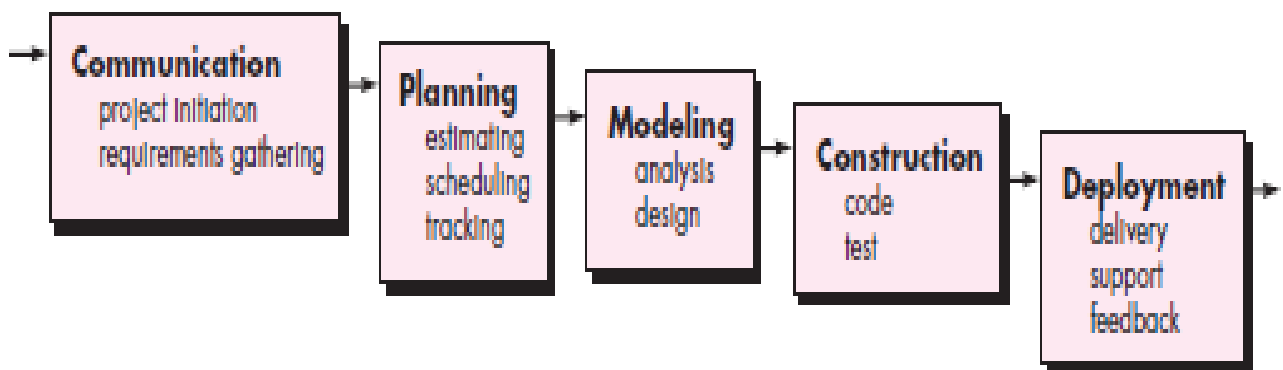 Communication
project initiation
requirements gathering
Planning
estimating
scheduling
tracking
Modeling
analysis
design
Construction
code
test
Deployment
delivery
support
feedback